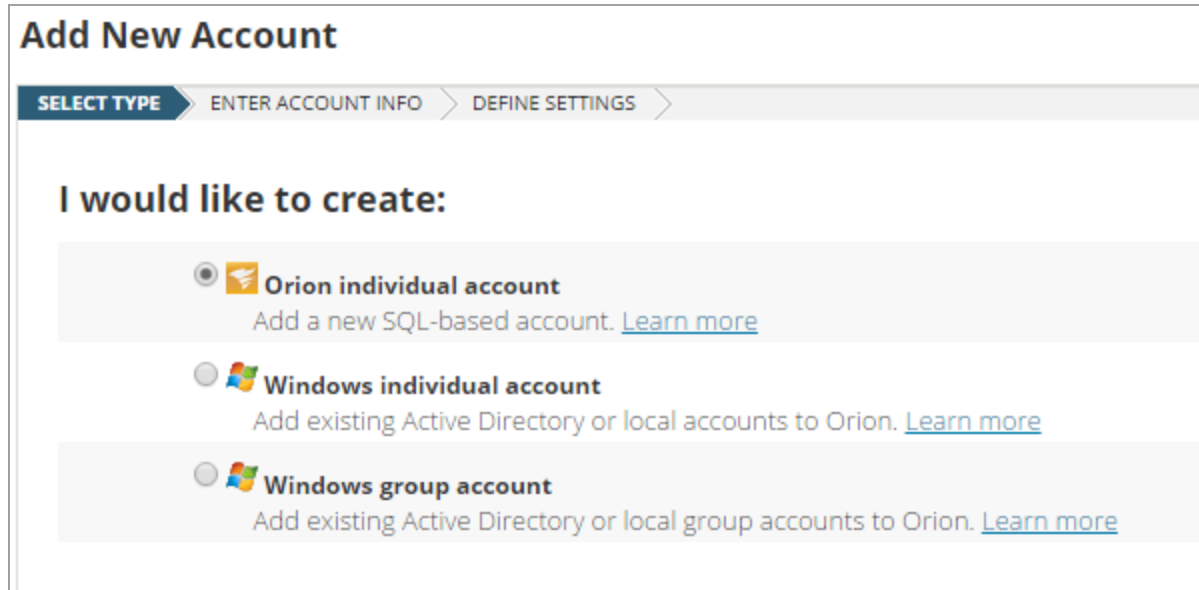 Add New Account
SELECT TYPE ENTER ACCOUNT INFO DEFINE SETTINGS
I would like to create:
Orion individual account
Add a new SQL-based account. Learn more
Windows individual account
Add existing Active Directory or local accounts to Orion. Learn more
Windows group account
Add existing Active Directory or local group accounts to Orion. Learn more